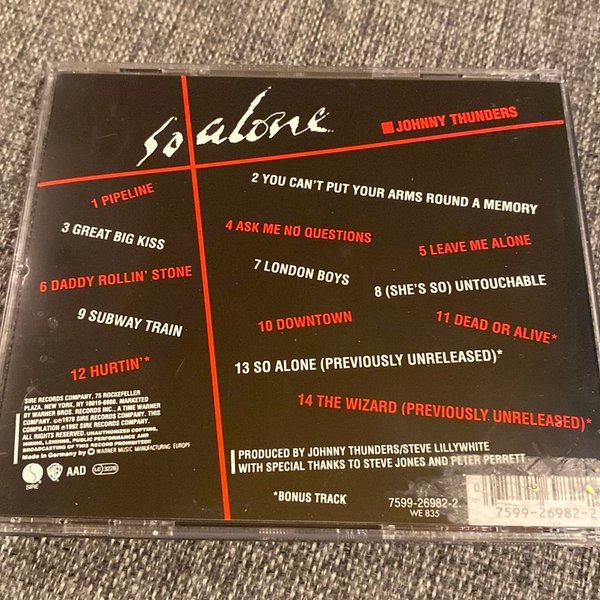 so alone
JOHNNY THUNDERS
1 PIPELINE
2 YOU CAN'T PUT YOUR ARMS ROUND A MEMORY
3 GREAT BIG KISS
4 ASK ME NO QUESTIONS
5 LEAVE ME ALONE
6 DADDY ROLLIN' STONE
7 LONDON BOYS
8 (SHE'S SO) UNTOUCHABLE
9 SUBWAY TRAIN
10 DOWNTOWN
11 DEAD OR ALIVE*
12 HURTIN'*
13 SO ALONE (PREVIOUSLY UNRELEASED)*
14 THE WIZARD (PREVIOUSLY UNRELEASED)*
SIRE RECORDS COMPANY, 75 ROCKEFELLER
PLAZA, NEW YORK, NY 10019-6908. MARKETED
BY WARNER BROS. RECORDS INC., A TIME WARNER
COMPANY. ©℗1978 SIRE RECORDS COMPANY. THIS
COMPILATION ℗1992 SIRE RECORDS COMPANY.
ALL RIGHTS RESERVED. UNAUTHORIZED COPYING,
HIRING, LENDING, PUBLIC PERFORMANCE AND
BROADCASTING OF THIS RECORD PROHIBITED!
Made in Germany by WARNER MUSIC MANUFACTURING EUROPE
SIRE
WB
AAD
LC 3228
PRODUCED BY JOHNNY THUNDERS/STEVE LILLYWHITE
WITH SPECIAL THANKS TO STEVE JONES AND PETER PERRETT
*BONUS TRACK
7599-26982-2
WE 835
0
7599-26982-2